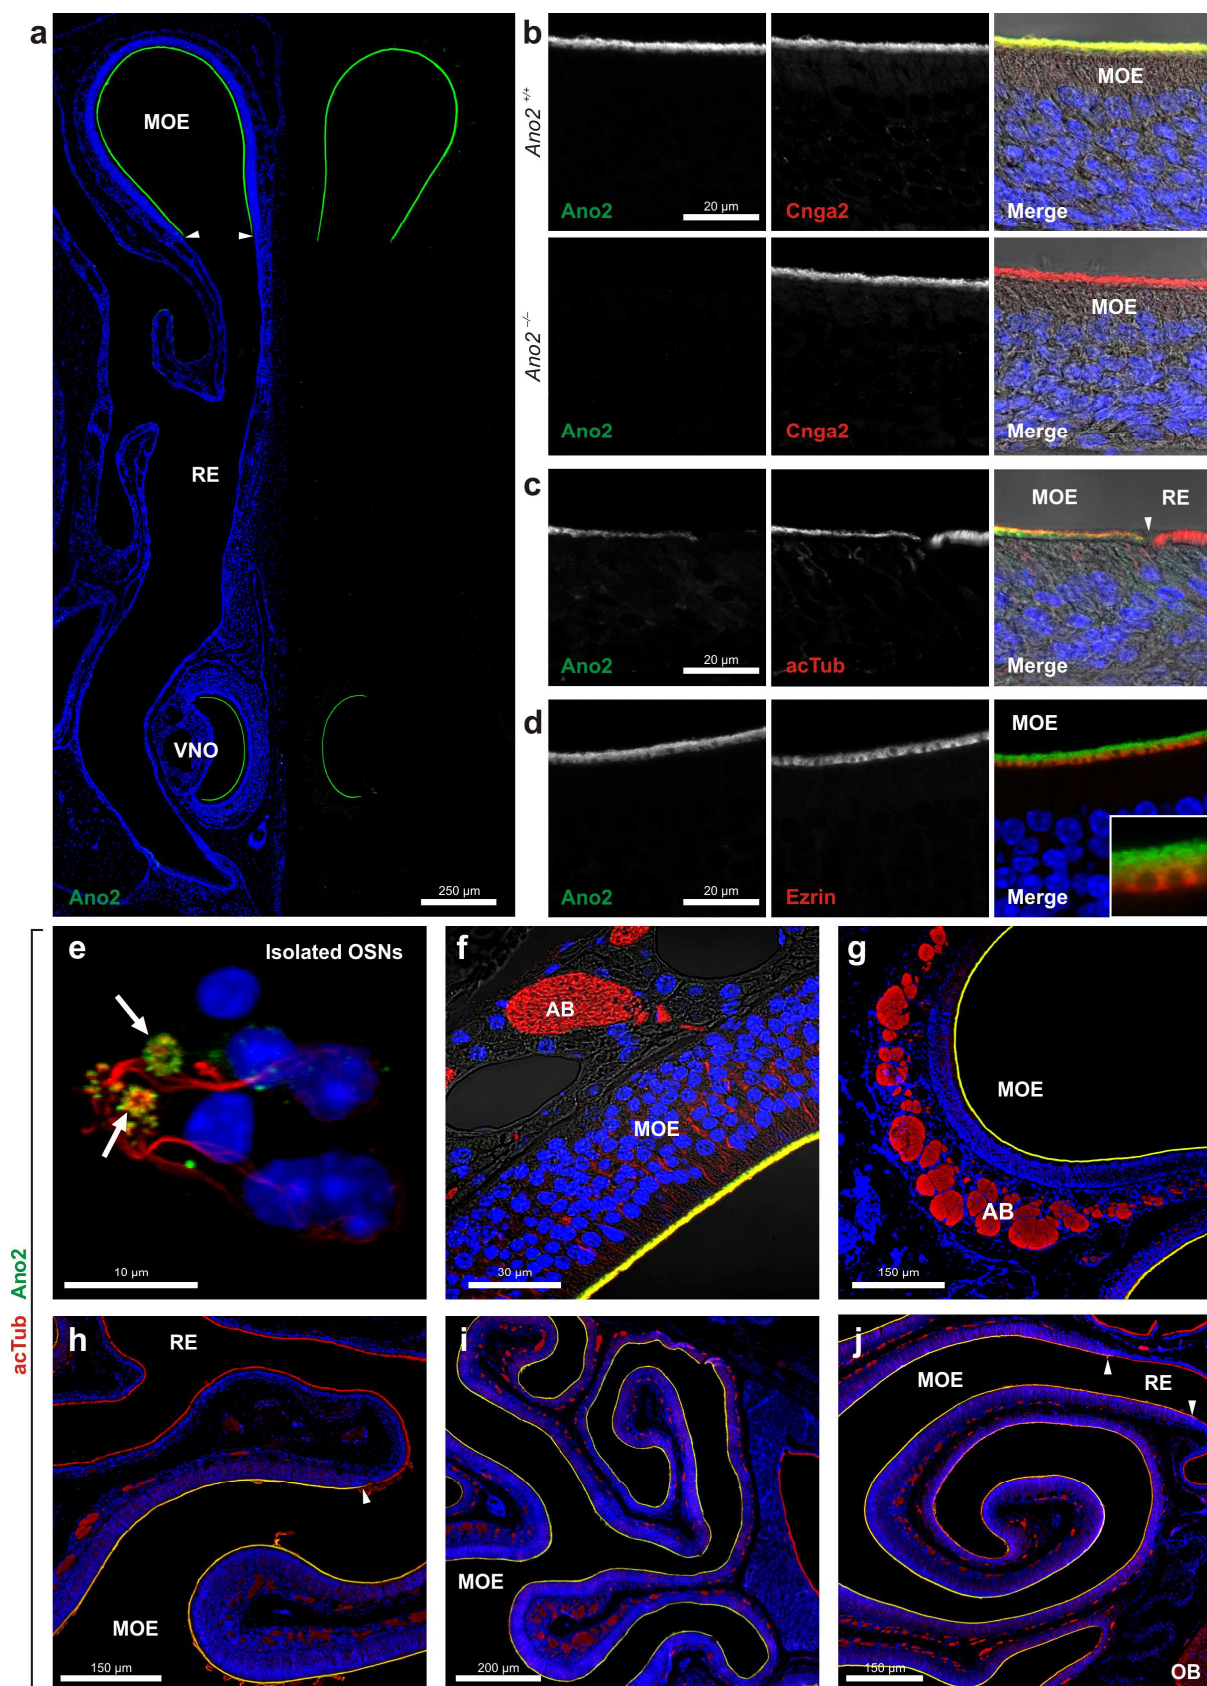 a
MOE
RE
VNO
Ano2
250 µm
b
Ano2 +/+
Ano2
20 µm
Cnga2
MOE
Merge
Ano2 –/–
Ano2
Cnga2
MOE
Merge
c
Ano2
20 µm
acTub
MOE
RE
Merge
d
Ano2
20 µm
Ezrin
MOE
Merge
acTub Ano2
e
Isolated OSNs
10 µm
f
AB
MOE
30 µm
g
MOE
AB
150 µm
h
RE
MOE
150 µm
i
MOE
200 µm
j
MOE
RE
150 µm
OB